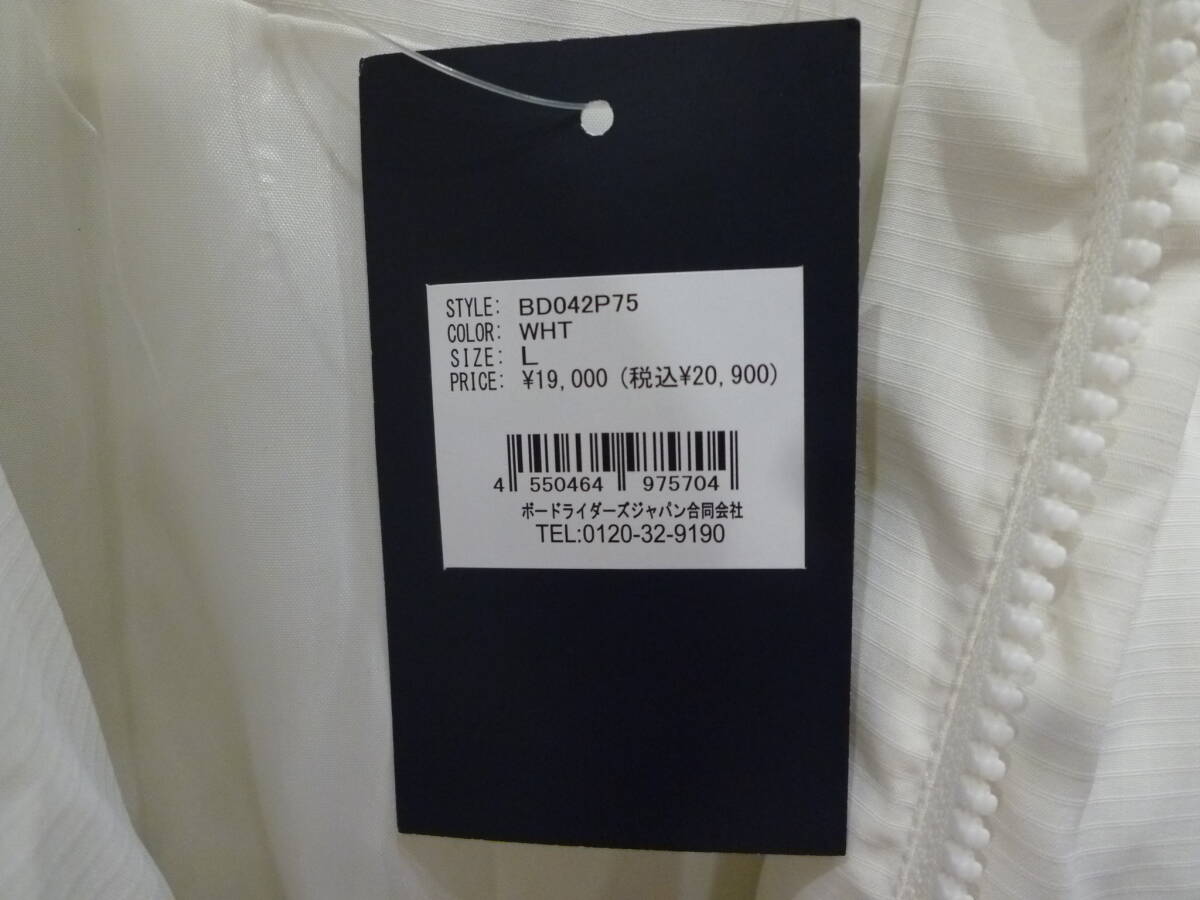 STYLE: BD042P75
COLOR: WHT
SIZE: L
PRICE: ¥19,000 (税込¥20,900)
4 550464 975704
ボードライダーズジャパン合同会社
TEL:0120-32-9190